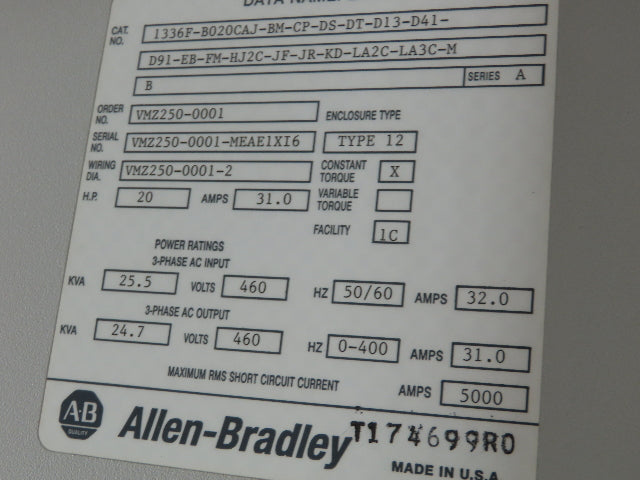 DATA NAME
CAT. NO. 1336F-B020CAJ-BM-CP-DS-DT-D13-D41-
D91-EB-FM-HJ2C-JF-JR-KD-LA2C-LA3C-M
B SERIES A
ORDER NO. VMZ250-0001 ENCLOSURE TYPE
SERIAL NO. VMZ250-0001-MEAE1XI6 TYPE 12
WIRING DIA. VMZ250-0001-2 CONSTANT TORQUE X
H.P. 20 AMPS 31.0 VARIABLE TORQUE
FACILITY 1C
POWER RATINGS
3-PHASE AC INPUT
KVA 25.5 VOLTS 460 HZ 50/60 AMPS 32.0
3-PHASE AC OUTPUT
KVA 24.7 VOLTS 460 HZ 0-400 AMPS 31.0
MAXIMUM RMS SHORT CIRCUIT CURRENT AMPS 5000
A-B QUALITY Allen-Bradley T174699R0
MADE IN U.S.A.